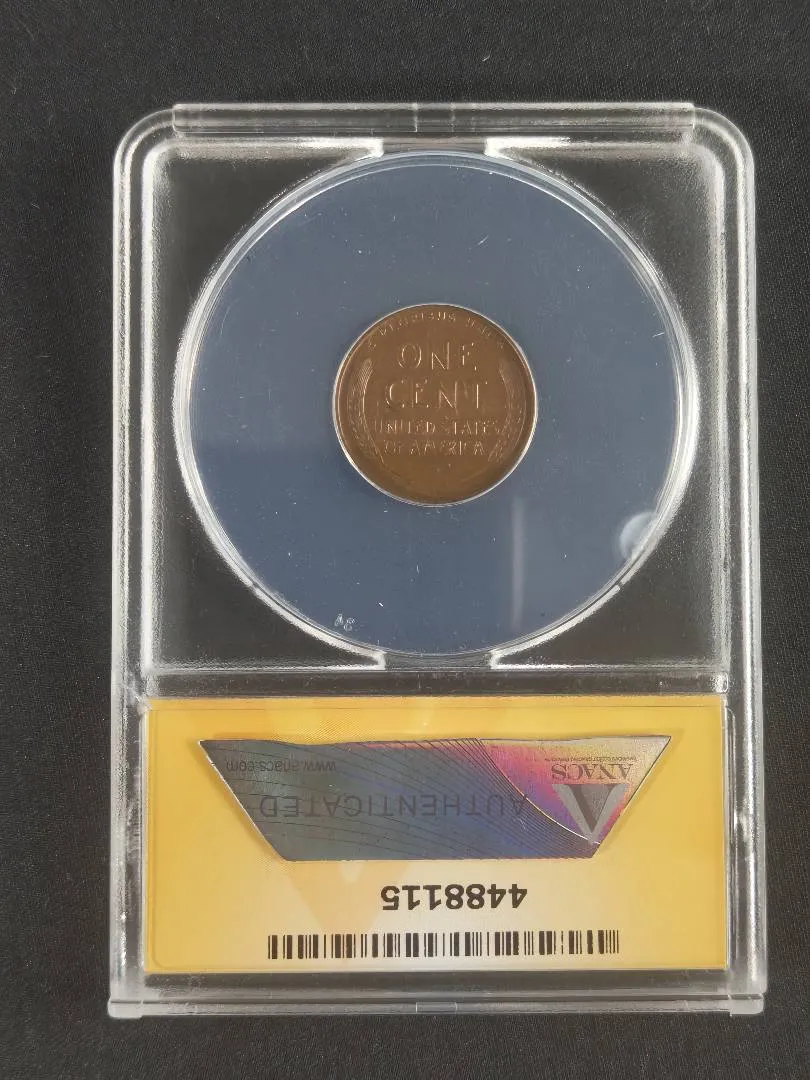 E PLURIBUS UNUM
ONE
CENT
UNITED STATES
OF AMERICA
4488115
AUTHENTICATED
ANACS
www.anacs.com